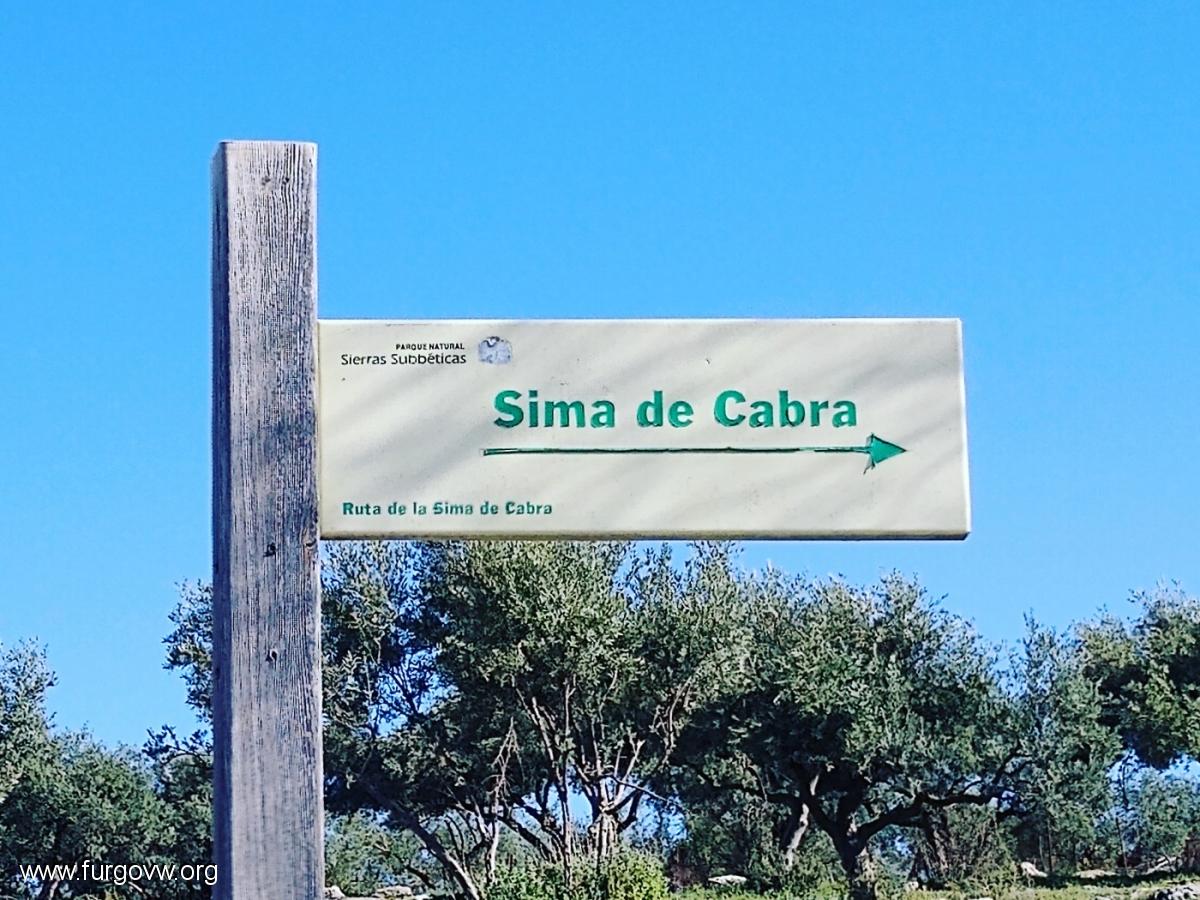 PARQUE NATURAL
Sierras Subbéticas
Sima de Cabra
Ruta de la Sima de Cabra
www.furgovw.org